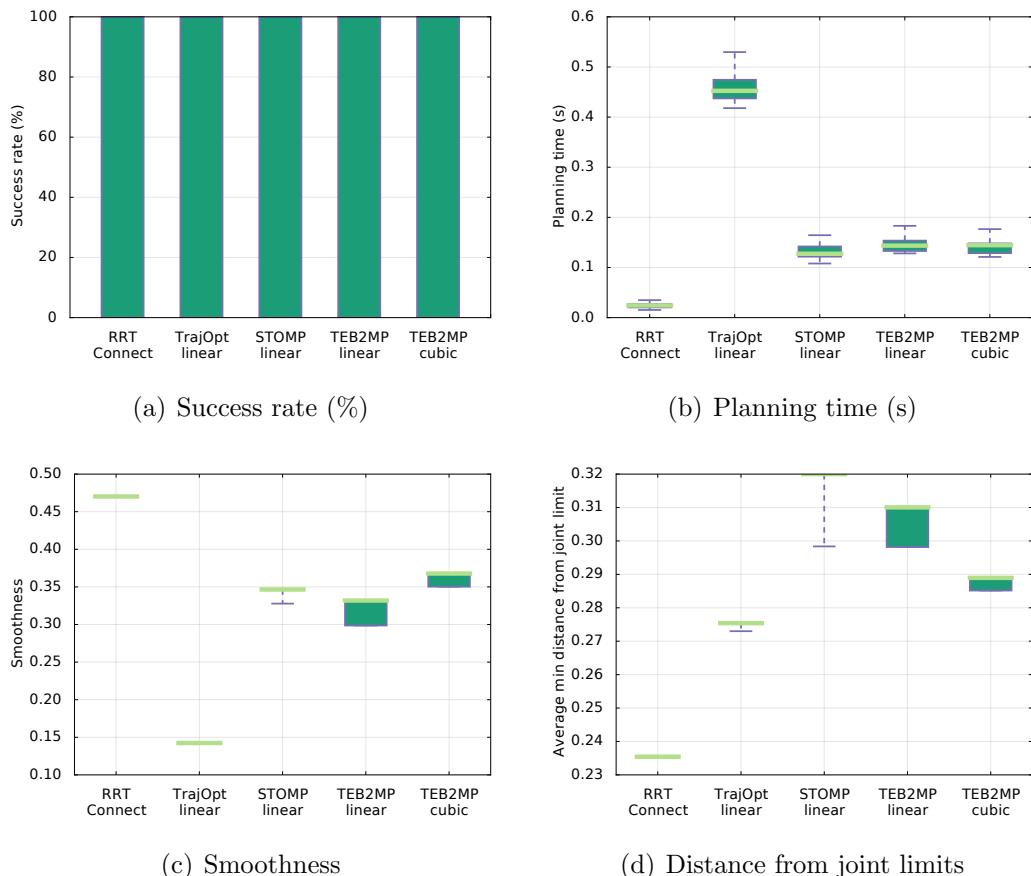 100
80
60
40
20
0
Success rate (%)
RRT Connect
TrajOpt linear
STOMP linear
TEB2MP linear
TEB2MP cubic
(a) Success rate (%)
0.6
0.5
0.4
0.3
0.2
0.1
0.0
Planning time (s)
RRT Connect
TrajOpt linear
STOMP linear
TEB2MP linear
TEB2MP cubic
(b) Planning time (s)
0.50
0.45
0.40
0.35
0.30
0.25
0.20
0.15
0.10
Smoothness
RRT Connect
TrajOpt linear
STOMP linear
TEB2MP linear
TEB2MP cubic
(c) Smoothness
0.32
0.31
0.30
0.29
0.28
0.27
0.26
0.25
0.24
0.23
Average min distance from joint limit
RRT Connect
TrajOpt linear
STOMP linear
TEB2MP linear
TEB2MP cubic
(d) Distance from joint limits